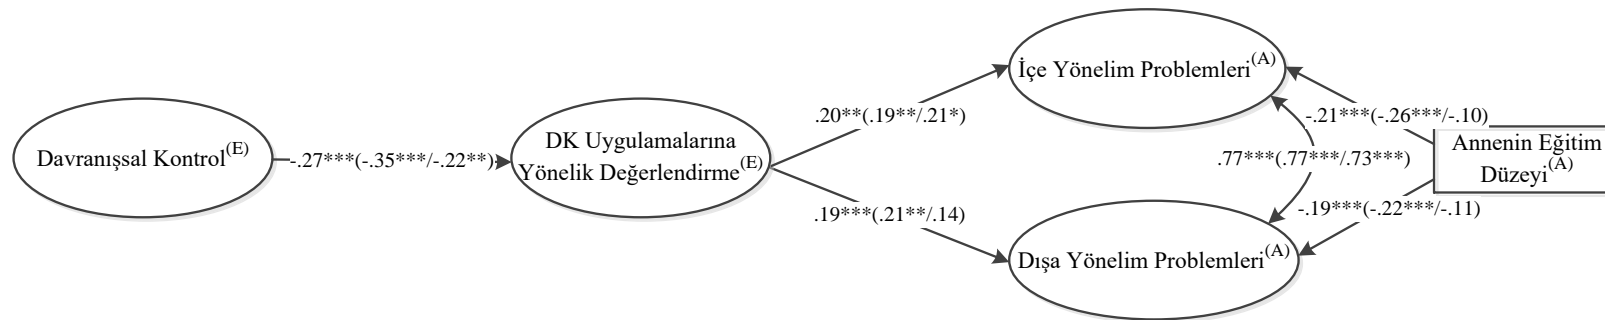 Davranışsal Kontrol(E)
-.27***(-.35***/-.22**)
DK Uygulamalarına
Yönelik Değerlendirme(E)
.20**(.19**/.21*)
.19***(.21**/.14)
İçe Yönelim Problemleri(A)
.77***(.77***/.73***)
Dışa Yönelim Problemleri(A)
-.21***(-.26***/-.10)
-.19***(-.22***/-.11)
Annenin Eğitim
Düzeyi(A)